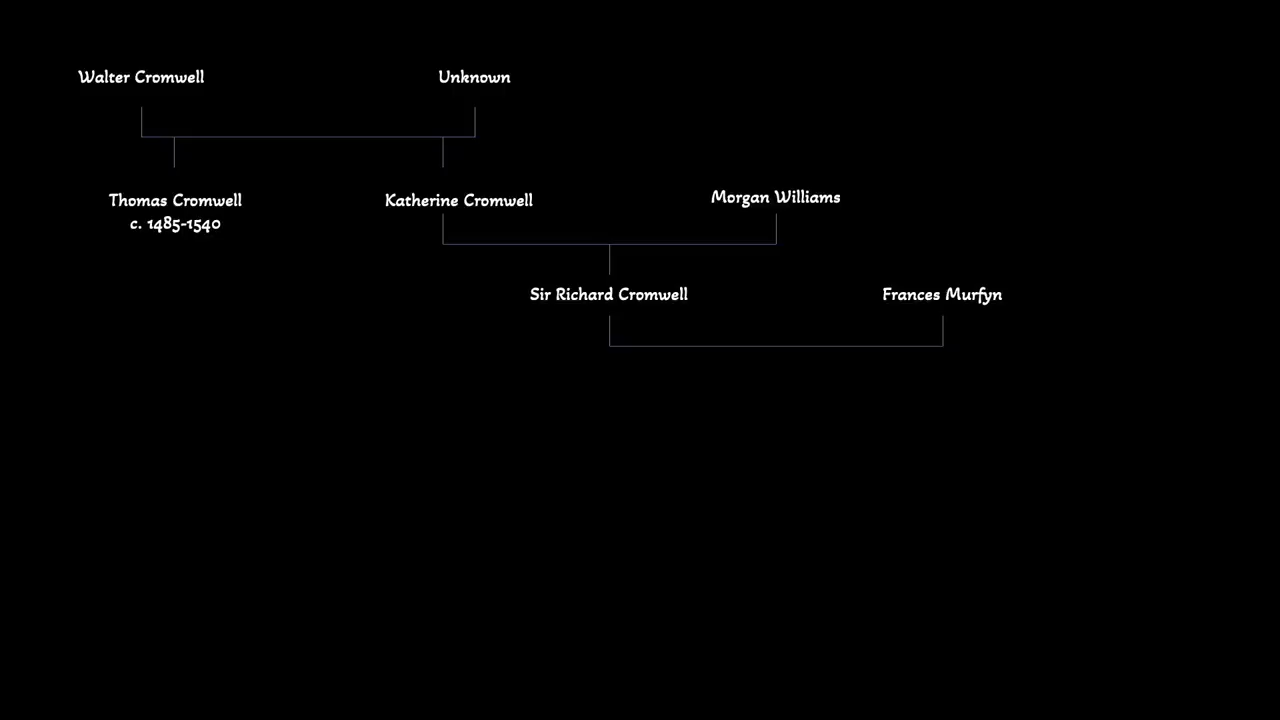 Walter Cromwell
Unknown
Thomas Cromwell
c. 1485-1540
Katherine Cromwell
Morgan Williams
Sir Richard Cromwell
Frances Murfyn